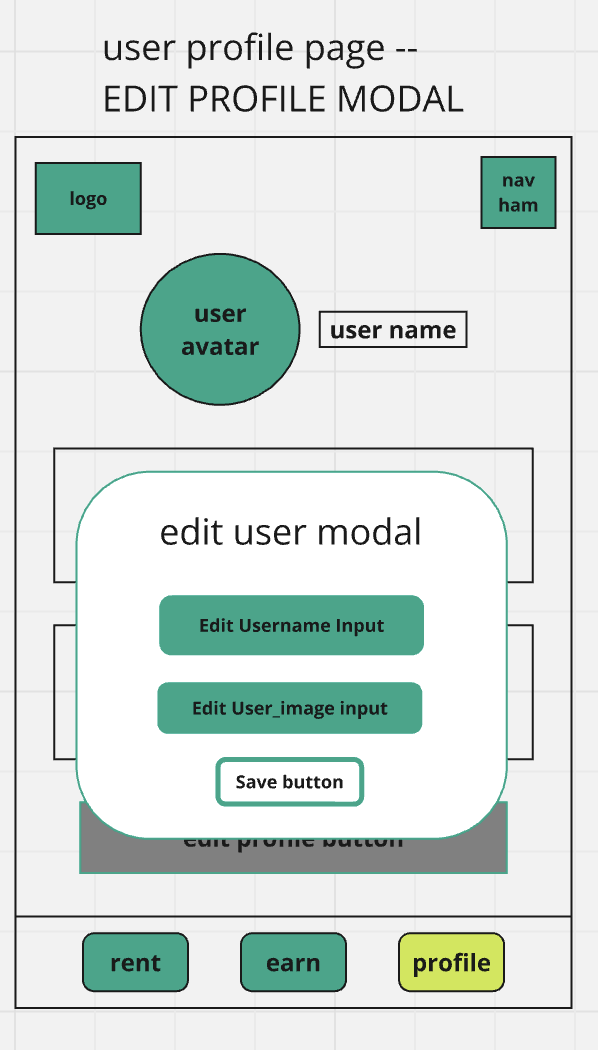 user profile page --
EDIT PROFILE MODAL
logo
nav
ham
user
avatar
user name
edit user modal
Edit Username Input
Edit User_image input
Save button
edit profile button
rent
earn
profile